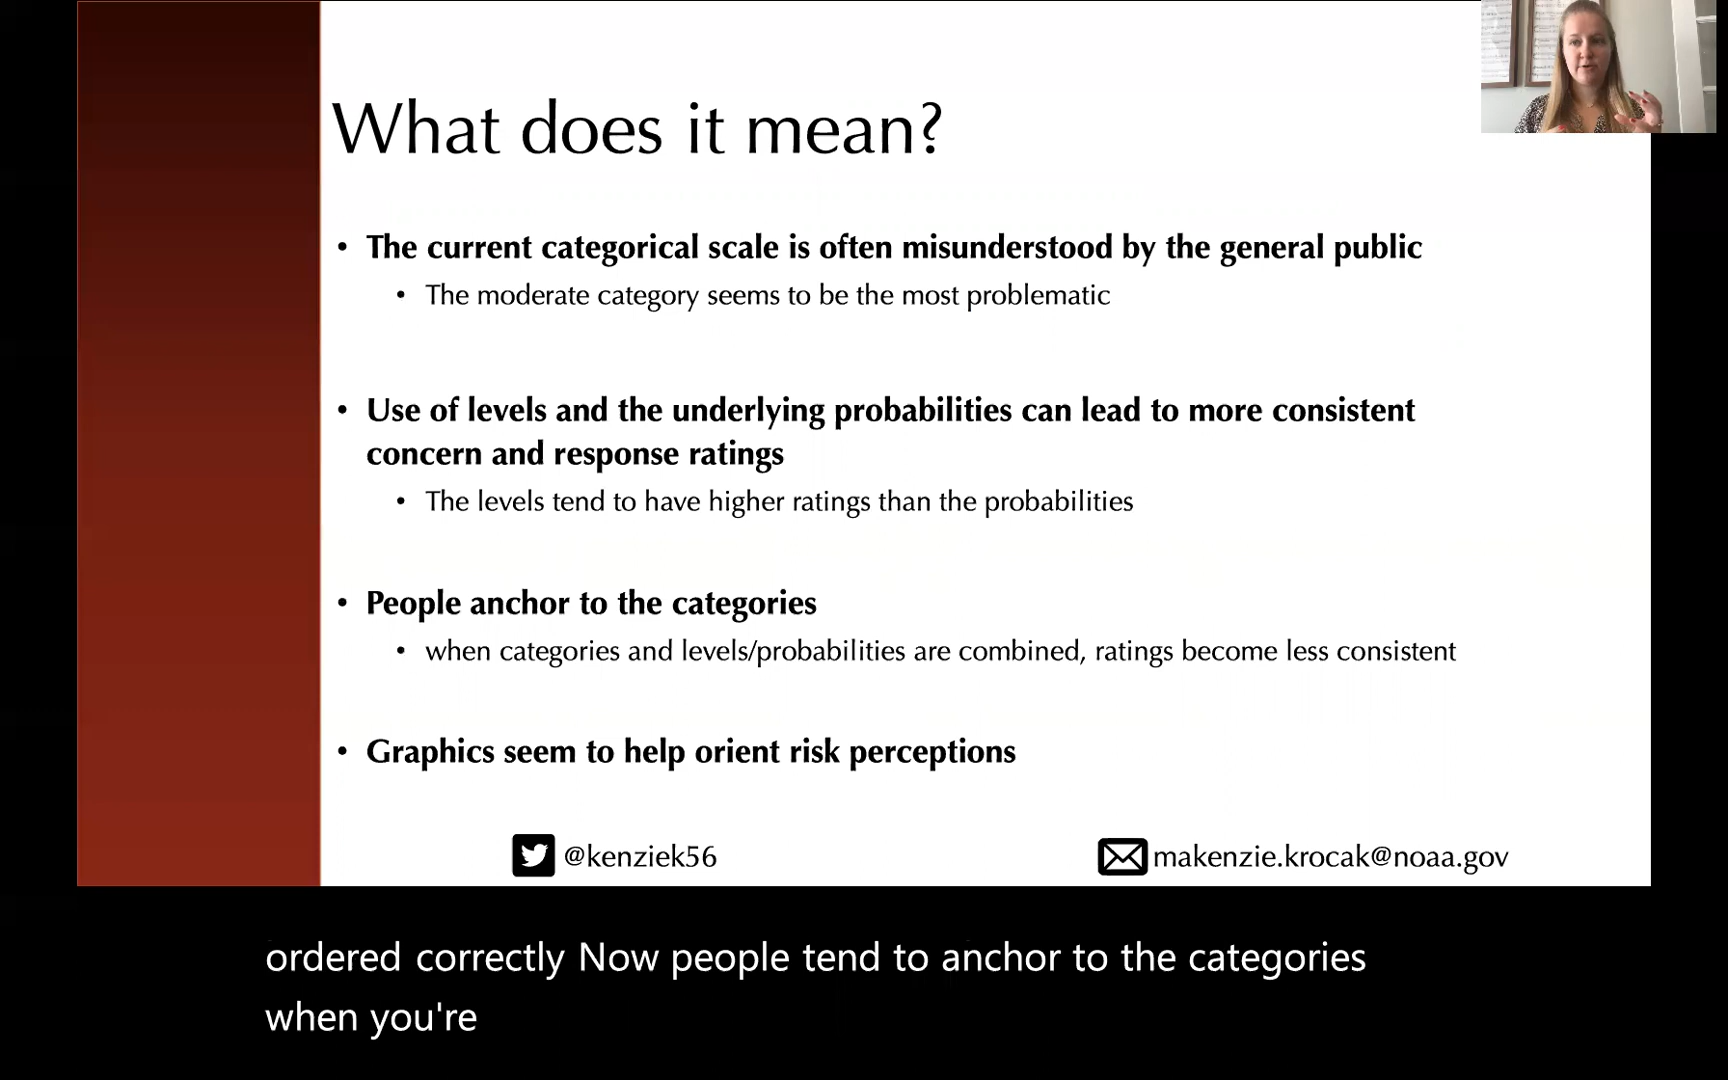 What does it mean?
• The current categorical scale is often misunderstood by the general public
• The moderate category seems to be the most problematic
• Use of levels and the underlying probabilities can lead to more consistent
concern and response ratings
• The levels tend to have higher ratings than the probabilities
• People anchor to the categories
• when categories and levels/probabilities are combined, ratings become less consistent
• Graphics seem to help orient risk perceptions
@kenziek56
makenzie.krocak@noaa.gov
ordered correctly Now people tend to anchor to the categories
when you're